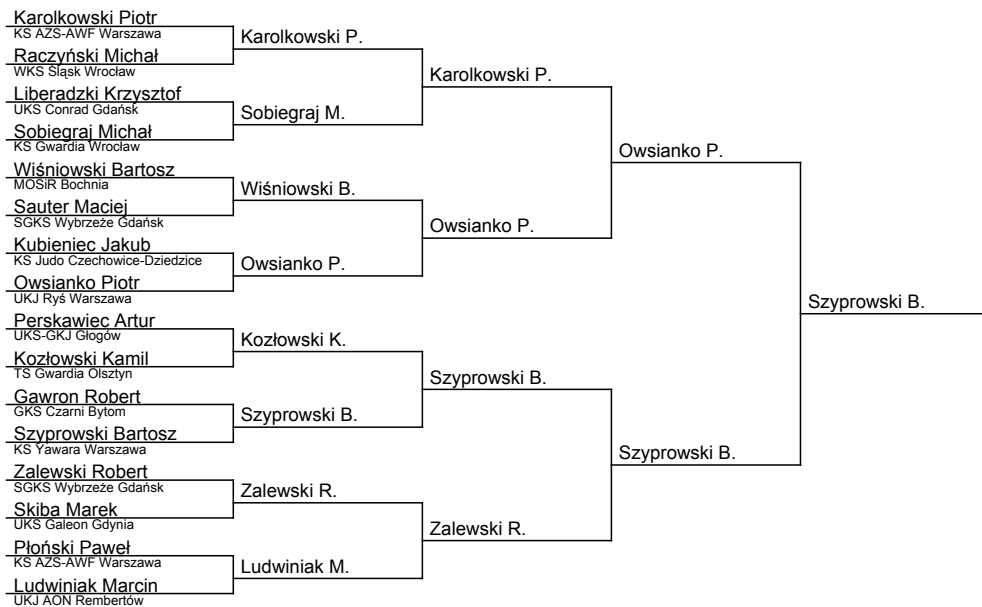 Karolkowski Piotr
KS AZS-AWF Warszawa
Karolkowski P.
Raczyński Michał
WKS Śląsk Wrocław
Karolkowski P.
Liberadzki Krzysztof
UKS Conrad Gdańsk
Sobiegraj M.
Sobiegraj Michał
KS Gwardia Wrocław
Owsianko P.
Wiśniowski Bartosz
MOSiR Bochnia
Wiśniowski B.
Sauter Maciej
SGKS Wybrzeże Gdańsk
Owsianko P.
Kubieniec Jakub
KS Judo Czechowice-Dziedzice
Owsianko P.
Owsianko Piotr
UKJ Ryś Warszawa
Szyprowski B.
Perskawiec Artur
UKS-GKJ Głogów
Kozłowski K.
Kozłowski Kamil
TS Gwardia Olsztyn
Szyprowski B.
Gawron Robert
GKS Czarni Bytom
Szyprowski B.
Szyprowski Bartosz
KS Yawara Warszawa
Szyprowski B.
Zalewski Robert
SGKS Wybrzeże Gdańsk
Zalewski R.
Skiba Marek
UKS Galeon Gdynia
Zalewski R.
Płoński Paweł
KS AZS-AWF Warszawa
Ludwiniak M.
Ludwiniak Marcin
UKJ AON Rembertów